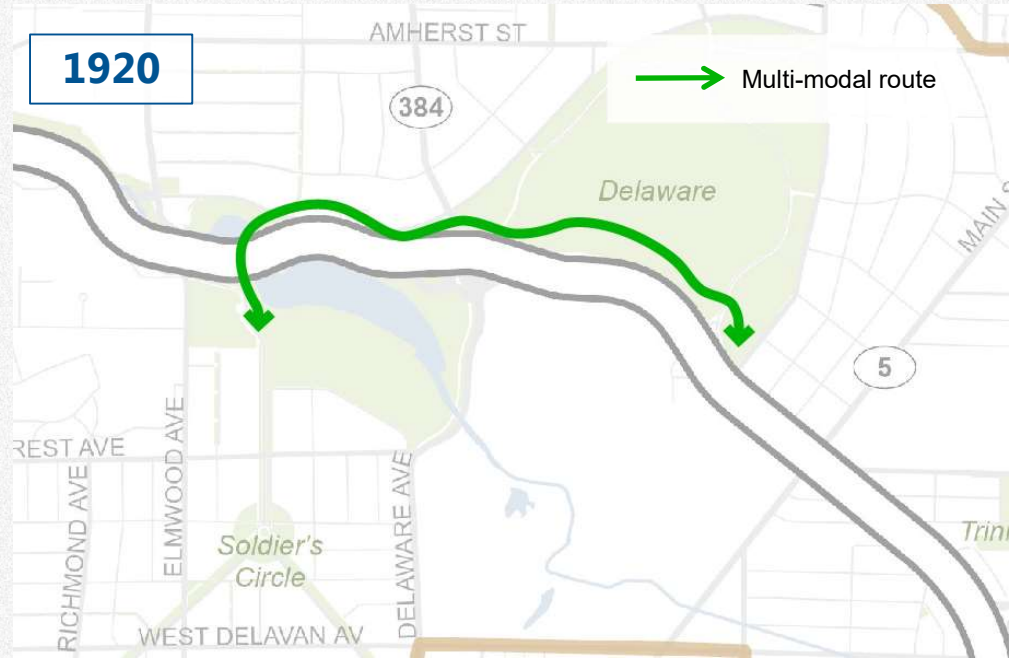 AMHERST ST
1920
Multi-modal route
384
Delaware
MAIN S
5
REST AVE
RICHMOND AVE
ELMWOOD AVE
DELAWARE AVE
Soldier's
Circle
Trini
WEST DELAVAN AV